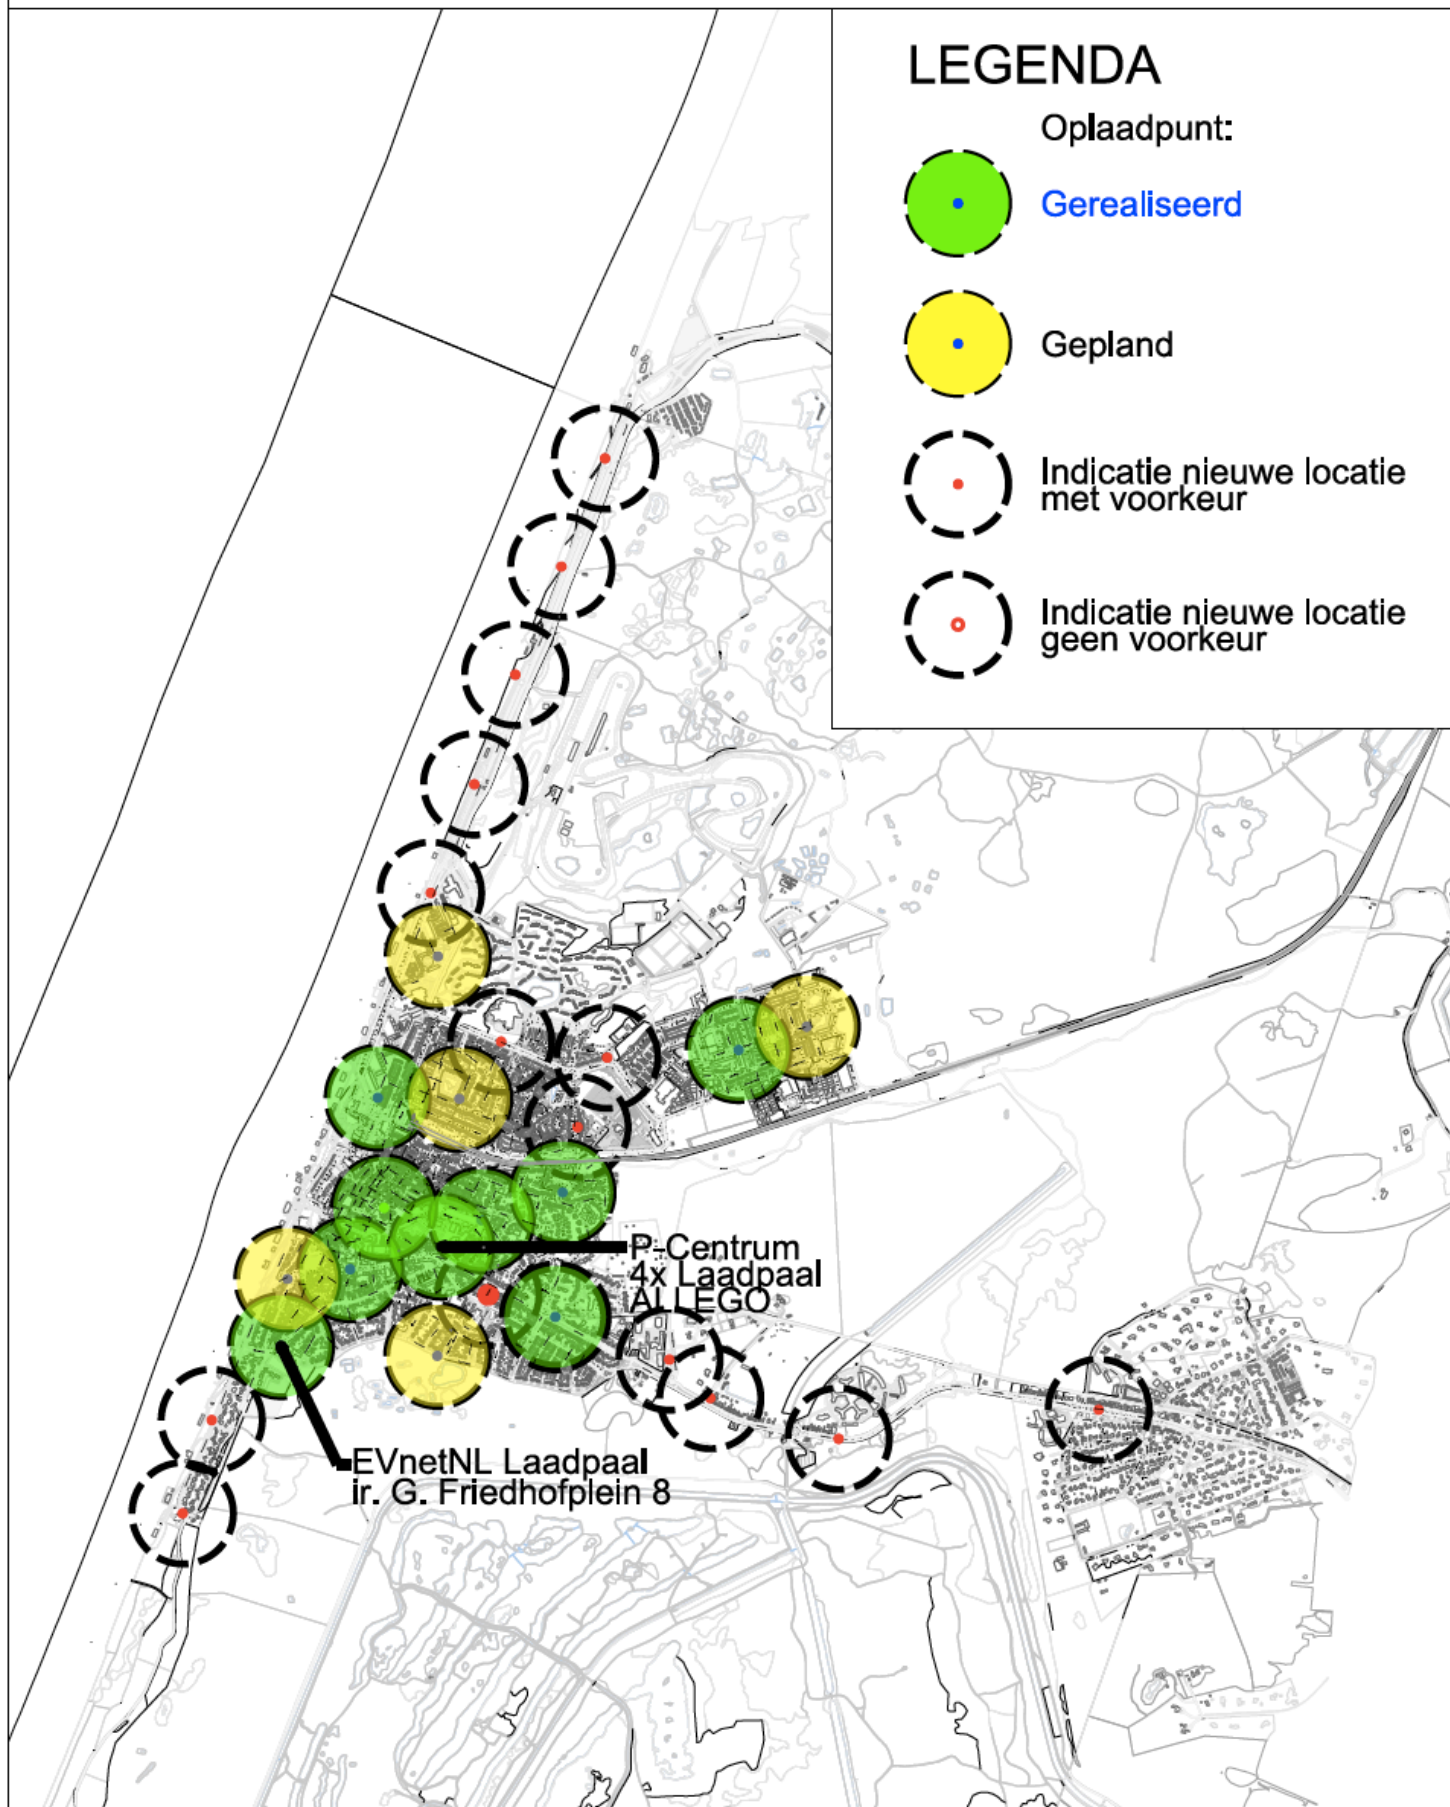 LEGENDA
Oplaadpunt:
Gerealiseerd
Gepland
Indicatie nieuwe locatie
met voorkeur
Indicatie nieuwe locatie
geen voorkeur
P-Centrum
4x Laadpaal
ALLEGO
EVnetNL Laadpaal
ir. G. Friedhofplein 8